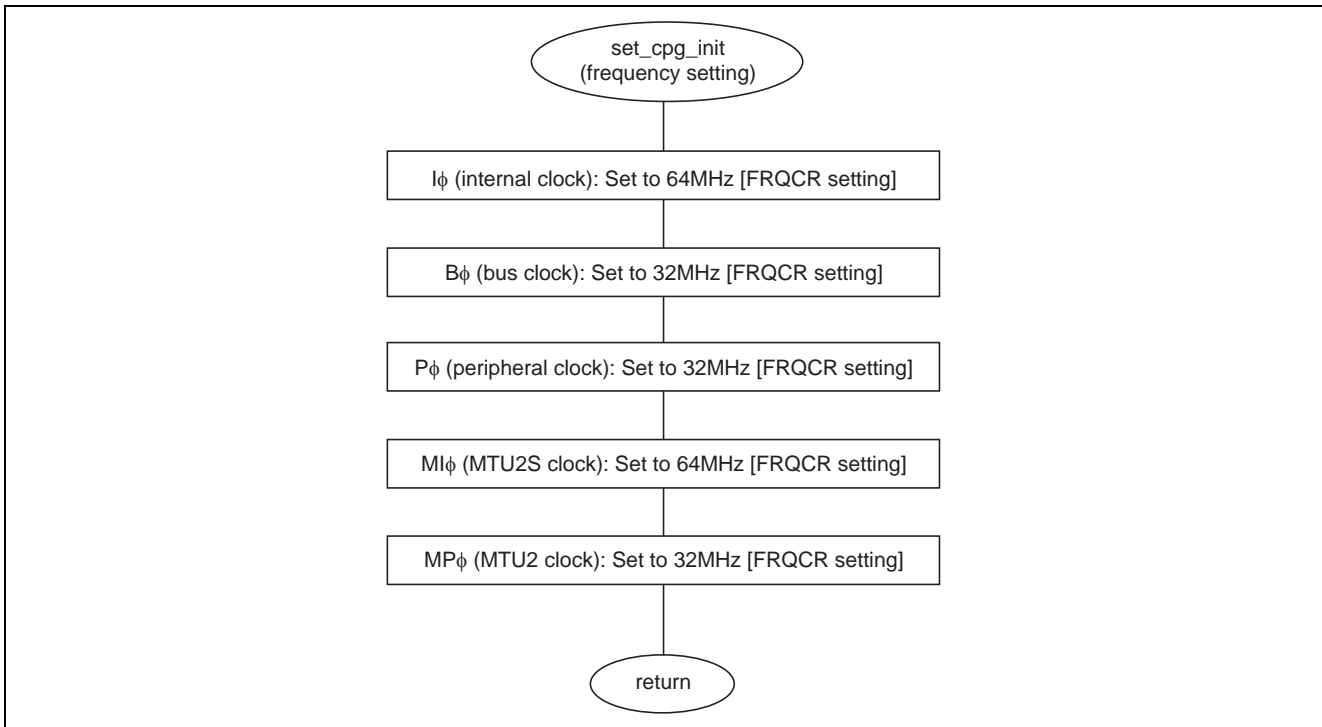 set_cpg_init
(frequency setting)
Iϕ (internal clock): Set to 64MHz [FRQCR setting]
Bϕ (bus clock): Set to 32MHz [FRQCR setting]
Pϕ (peripheral clock): Set to 32MHz [FRQCR setting]
MIϕ (MTU2S clock): Set to 64MHz [FRQCR setting]
MPϕ (MTU2 clock): Set to 32MHz [FRQCR setting]
return